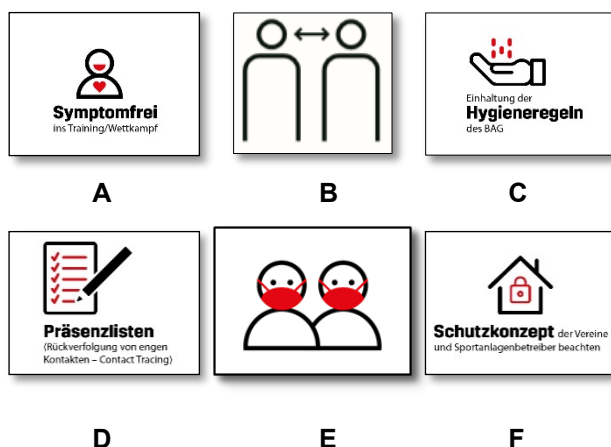 Symptomfrei
ins Training/Wettkampf
Einhaltung der
Hygieneregeln
des BAG
A B C
Präsenzlisten
(Rückverfolgung von engen
Kontakten – Contact Tracing)
Schutzkonzept der Vereine
und Sportanlagenbetreiber beachten
D E F